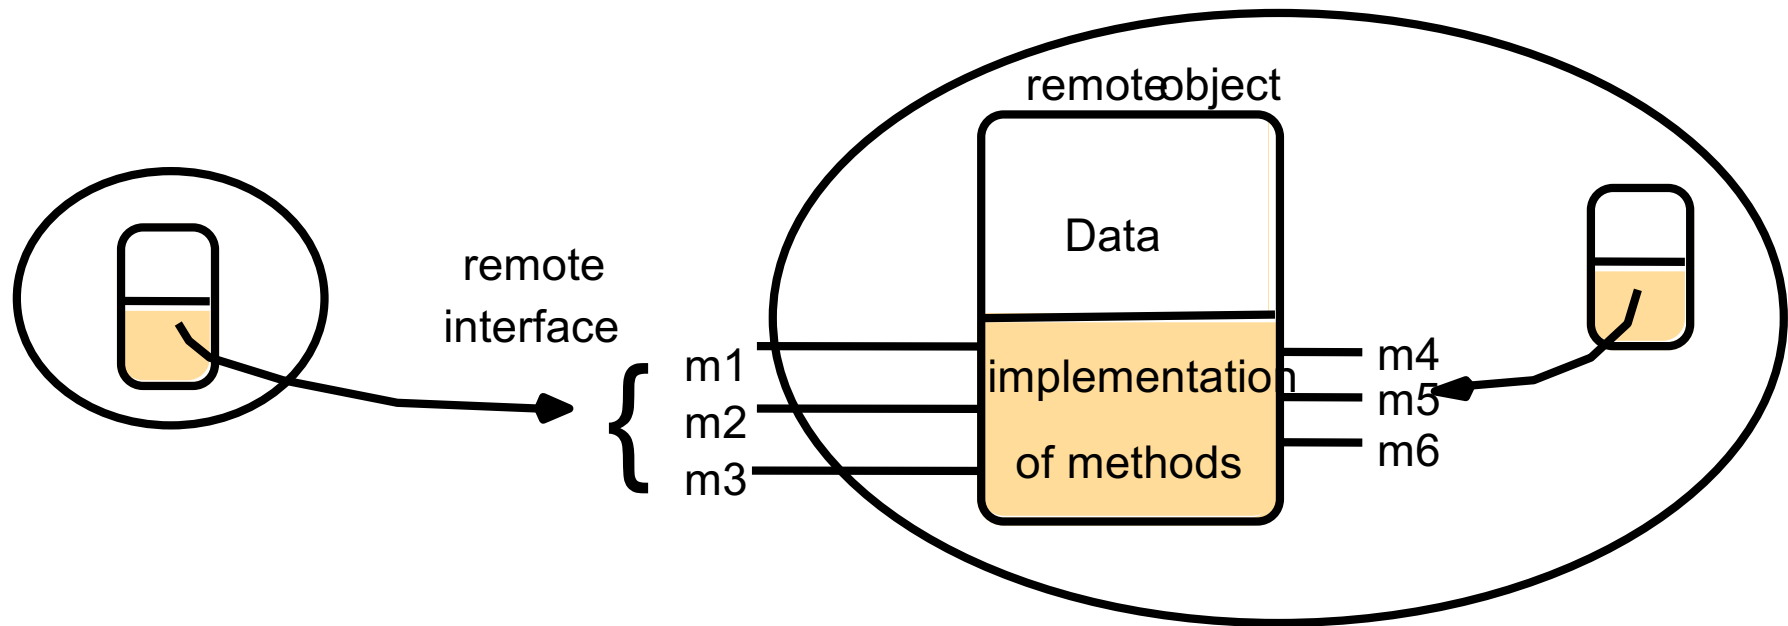 remoteobject
Data
remote
interface
{
m1
m2
m3
implementation
of methods
m4
m5
m6